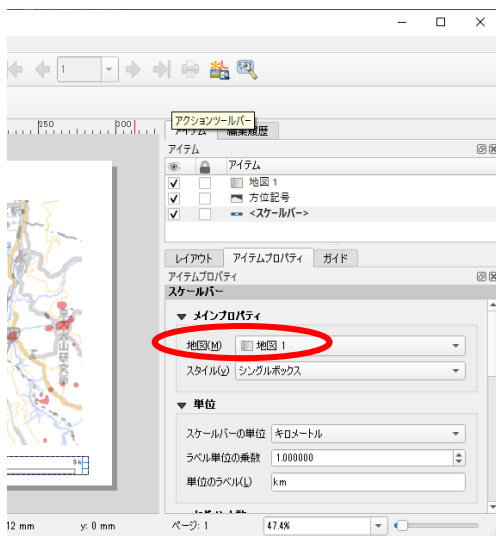 1
250
300
アクションツールバー
アイテム 編集履歴
アイテム
アイテム
地図 1
方位記号
<スケールバー>
レイアウト アイテムプロパティ ガイド
アイテムプロパティ
スケールバー
▼ メインプロパティ
地図(M) 地図 1
スタイル(y) シングルボックス
▼ 単位
スケールバーの単位 キロメートル
ラベル単位の乗数 1.000000
単位のラベル(L) km
5 k
12 mm y: 0 mm ページ: 1 47.4%